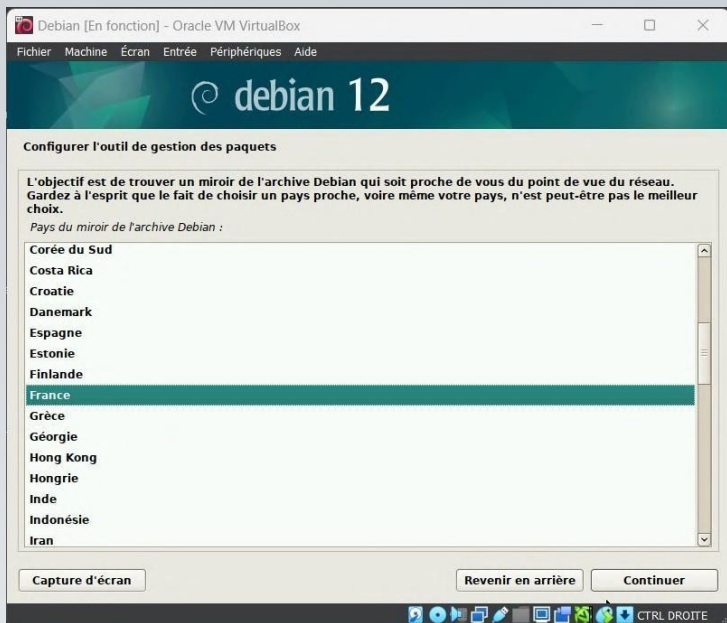 Debian [En fonction] - Oracle VM VirtualBox
Fichier Machine Écran Entrée Périphériques Aide
debian 12
Configurer l'outil de gestion des paquets
L'objectif est de trouver un miroir de l'archive Debian qui soit proche de vous du point de vue du réseau.
Gardez à l'esprit que le fait de choisir un pays proche, voire même votre pays, n'est peut-être pas le meilleur
choix.
Pays du miroir de l'archive Debian :
Corée du Sud
Costa Rica
Croatie
Danemark
Espagne
Estonie
Finlande
France
Grèce
Géorgie
Hong Kong
Hongrie
Inde
Indonésie
Iran
Capture d'écran
Revenir en arrière
Continuer
CTRL DROITE